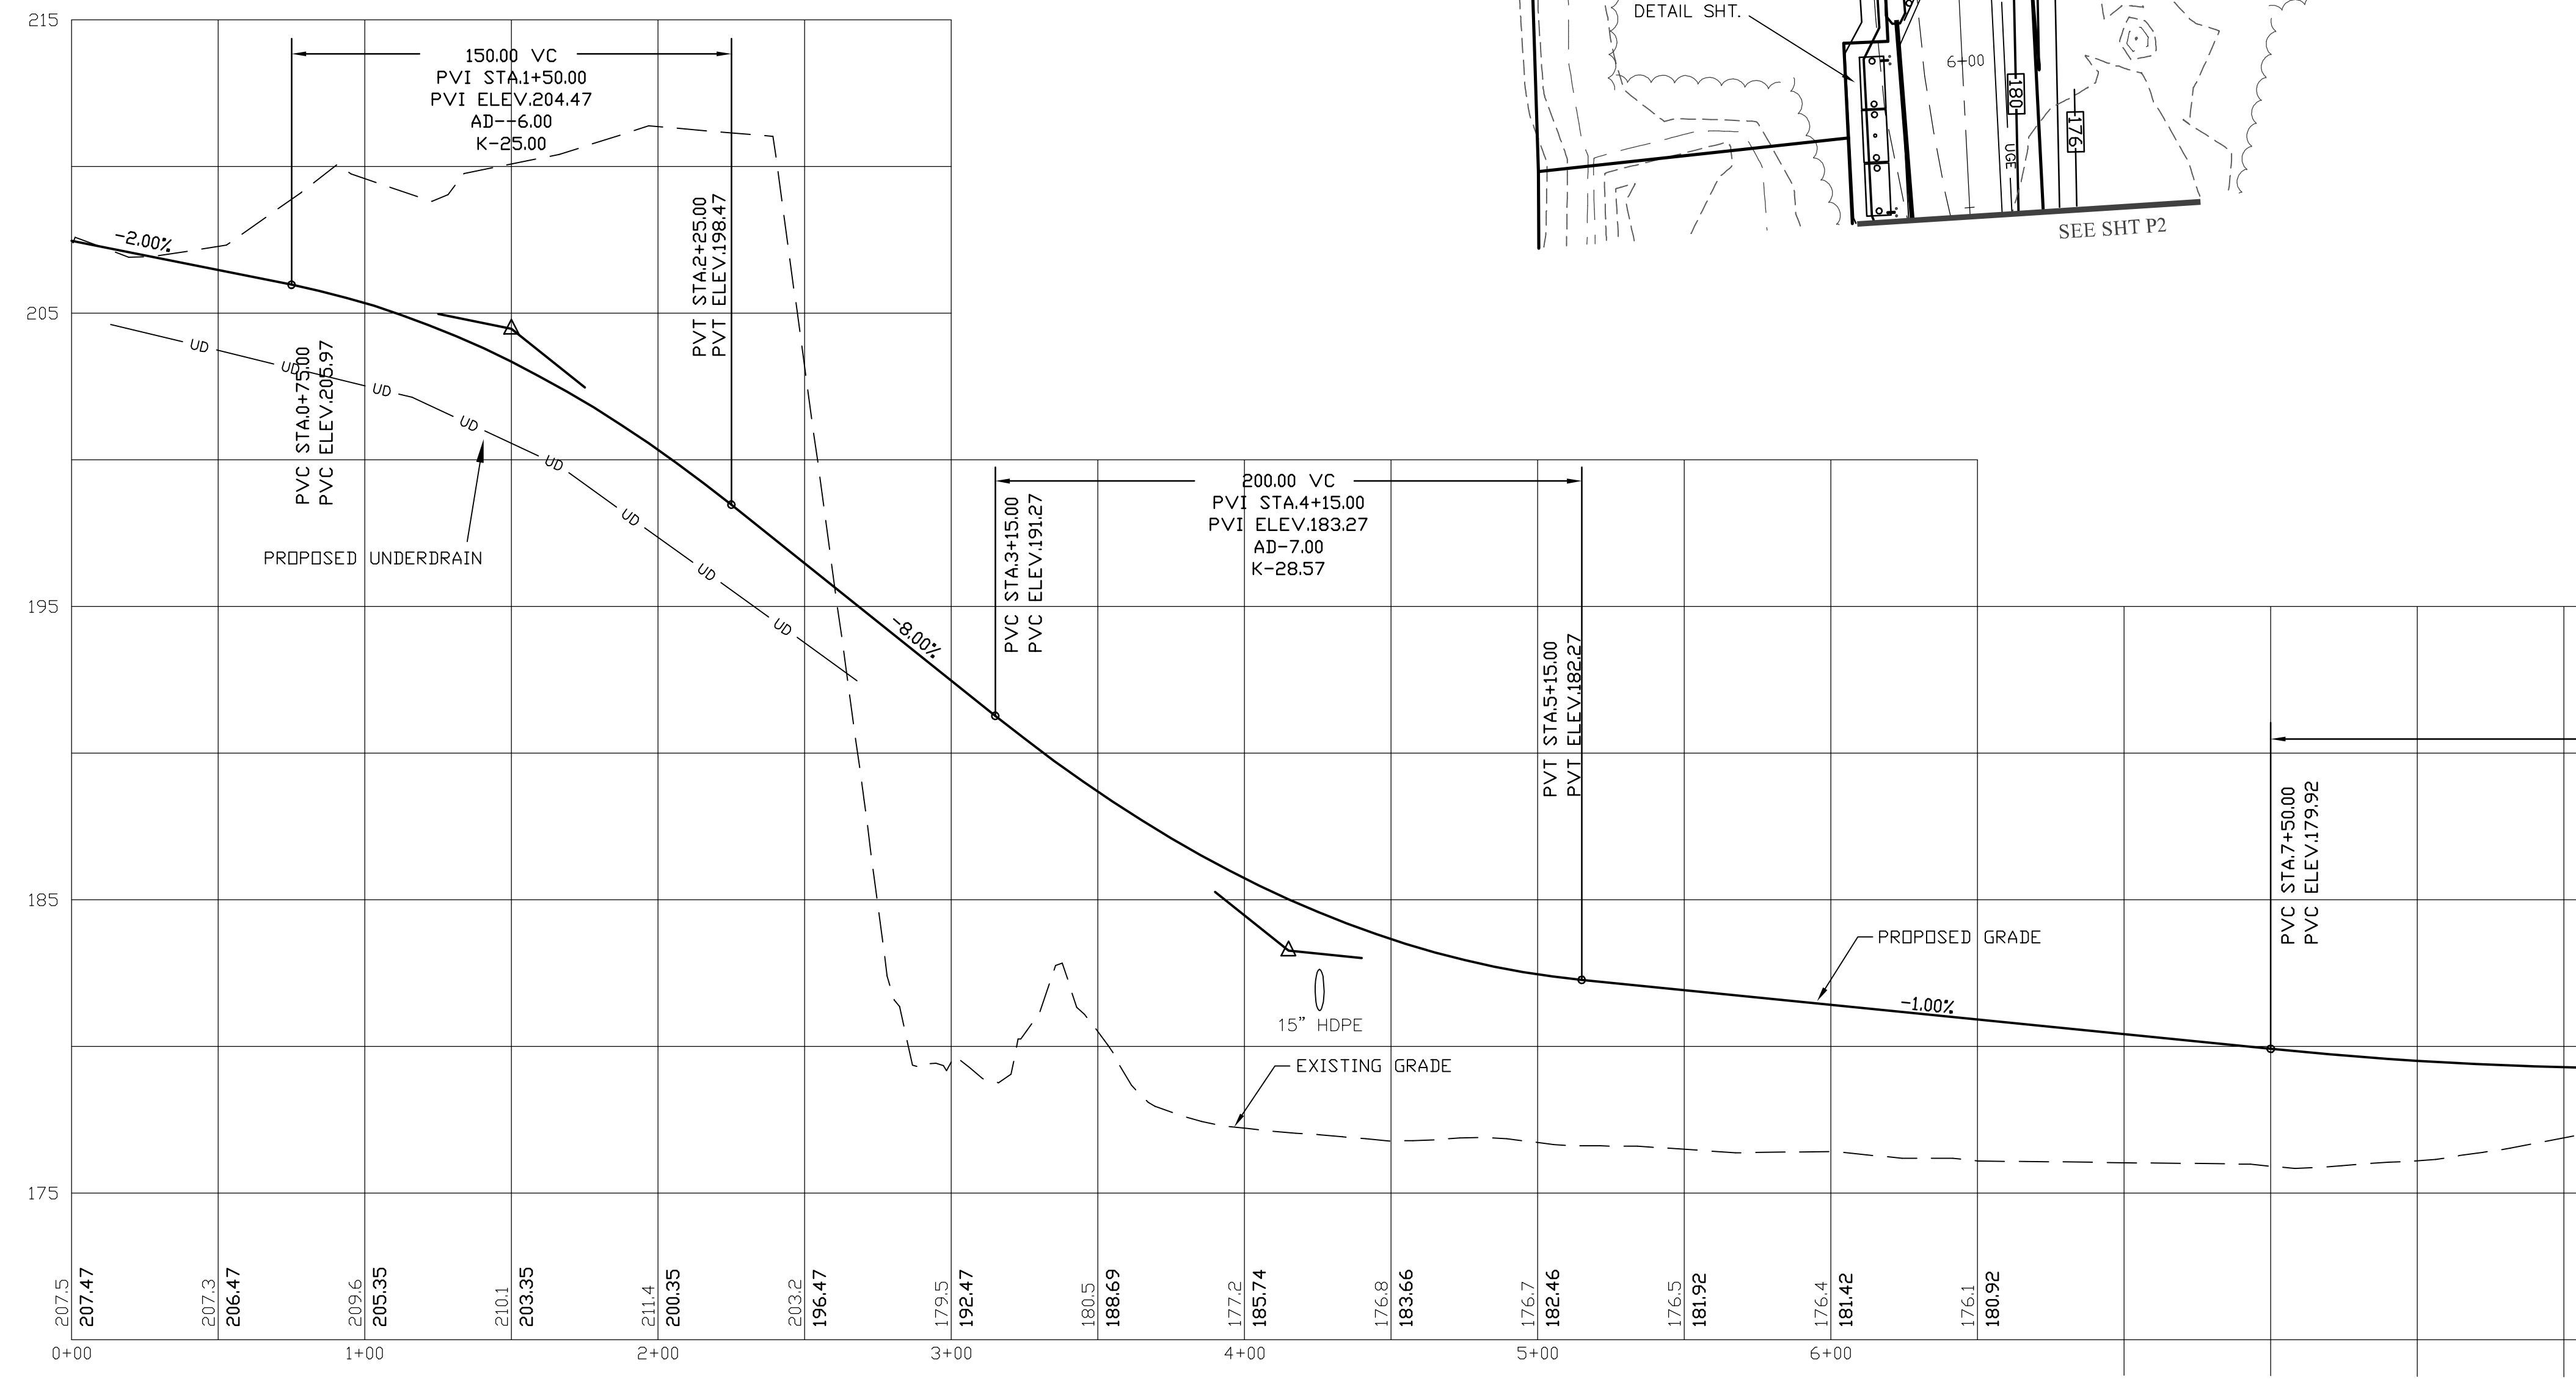 215
150.00 VC
PVI STA.1+50.00
PVI ELEV.204.47
AD--6.00
K-25.00
DETAIL SHT.
6+00
180
176
UGE
SEE SHT P2
-2.00%
PVT STA.2+25.00
PVT ELEV.198.47
205
UD
UD
UD
UD
UD
UD
UD
UD
PVC STA.0+75.00
PVC ELEV.205.97
PROPOSED UNDERDRAIN
200.00 VC
PVI STA.4+15.00
PVI ELEV.183.27
AD-7.00
K-28.57
PVC STA.3+15.00
PVC ELEV.191.27
195
-8.00%
PVT STA.5+15.00
PVT ELEV.182.27
PVC STA.7+50.00
PVC ELEV.179.92
185
PROPOSED GRADE
-1.00%
15” HDPE
EXISTING GRADE
175
207.5
207.47
207.3
206.47
209.6
205.35
210.1
203.35
211.4
200.35
203.2
196.47
179.5
192.47
180.5
188.69
177.2
185.74
176.8
183.66
176.7
182.46
176.5
181.92
176.4
181.42
176.1
180.92
0+00
1+00
2+00
3+00
4+00
5+00
6+00